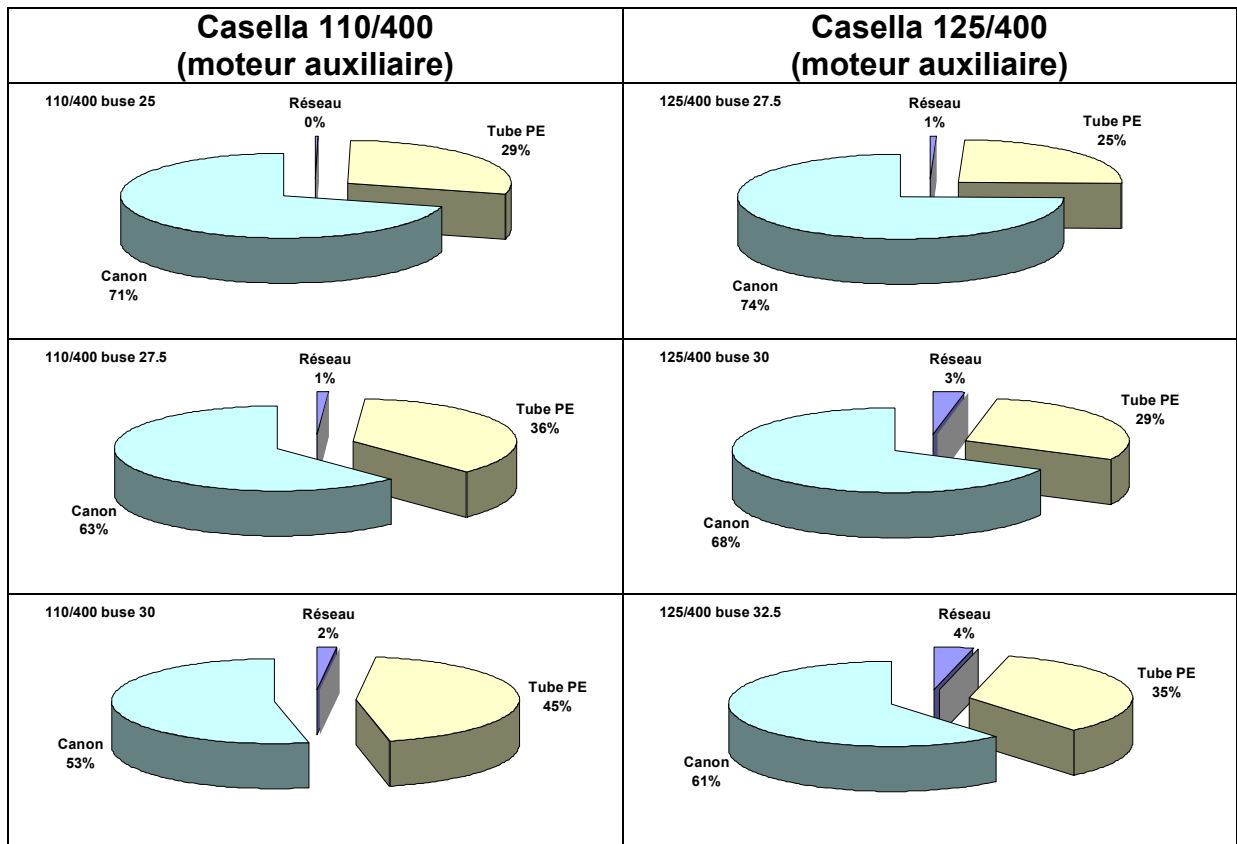 Casella 110/400
(moteur auxiliaire)
Casella 125/400
(moteur auxiliaire)
110/400 buse 25
Réseau
0%
Tube PE
29%
Canon
71%
125/400 buse 27.5
Réseau
1%
Tube PE
25%
Canon
74%
110/400 buse 27.5
Réseau
1%
Tube PE
36%
Canon
63%
125/400 buse 30
Réseau
3%
Tube PE
29%
Canon
68%
110/400 buse 30
Réseau
2%
Tube PE
45%
Canon
53%
125/400 buse 32.5
Réseau
4%
Tube PE
35%
Canon
61%